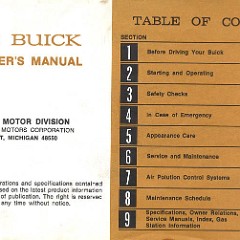 BUICK
ER'S MANUAL
MOTOR DIVISION
MOTORS CORPORATION
T, MICHIGAN 48550
rations and specifications contained
ased on the latest product information
of publication. The right is reserved
any time without notice.
TABLE OF CO
SECTION
1 Before Driving Your Buick
2 Starting and Operating
3 Safety Checks
4 in Case of Emergency
5 Appearance Care
6 Service and Maintenance
7 Air Polution Control Systems
8 Maintenance Schedule
9 Specifications, Owner Relations,
Service Manuals, Index, Gas
Station Information